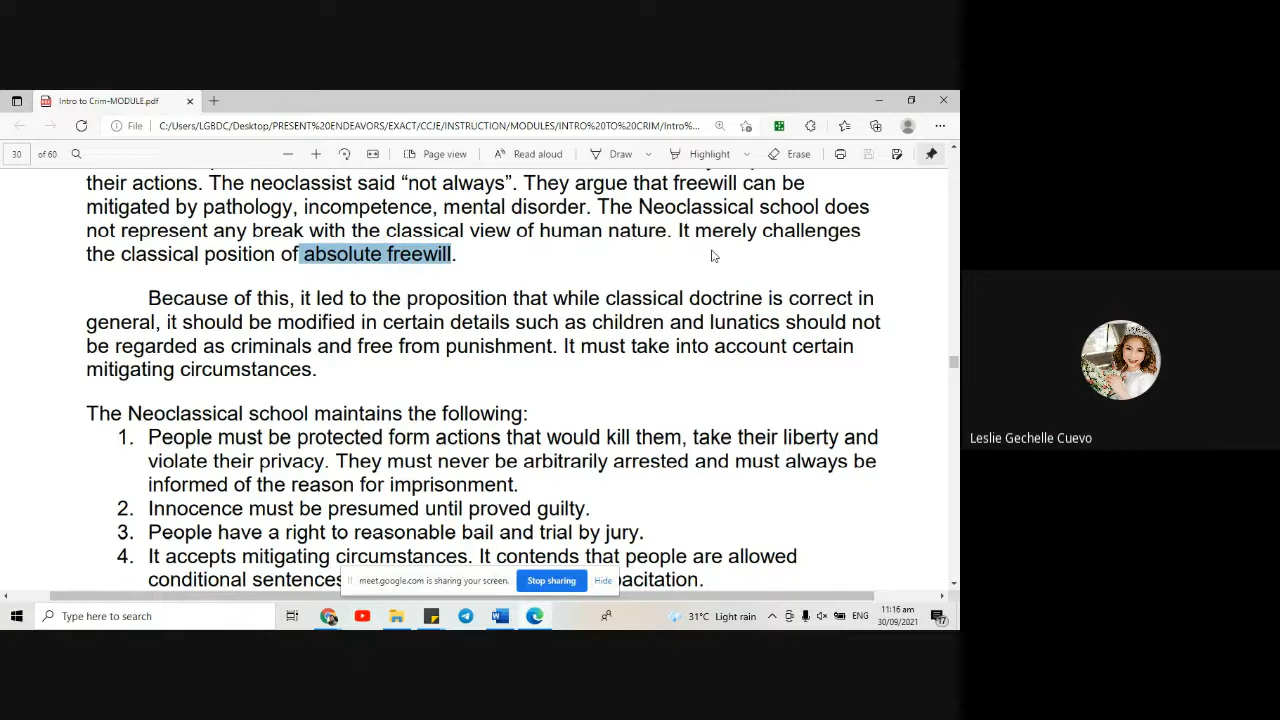 Intro to Crim-MODULE.pdf
File C:/Users/LGBDC/Desktop/PRESENT%20ENDEAVORS/EXACT/CCJE/INSTRUCTION/MODULES/INTRO%20TO%20CRIM/Intro%...
30 of 60 Page view Read aloud Draw Highlight Erase
their actions. The neoclassist said “not always”. They argue that freewill can be
mitigated by pathology, incompetence, mental disorder. The Neoclassical school does
not represent any break with the classical view of human nature. It merely challenges
the classical position of absolute freewill.
Because of this, it led to the proposition that while classical doctrine is correct in
general, it should be modified in certain details such as children and lunatics should not
be regarded as criminals and free from punishment. It must take into account certain
mitigating circumstances.
The Neoclassical school maintains the following:
1. People must be protected form actions that would kill them, take their liberty and
violate their privacy. They must never be arbitrarily arrested and must always be
informed of the reason for imprisonment.
2. Innocence must be presumed until proved guilty.
3. People have a right to reasonable bail and trial by jury.
4. It accepts mitigating circumstances. It contends that people are allowed
conditional sentences
meet.google.com is sharing your screen. Stop sharing Hide
Type here to search 31°C Light rain ENG 11:16 am
30/09/2021 17
Leslie Gechelle Cuevo